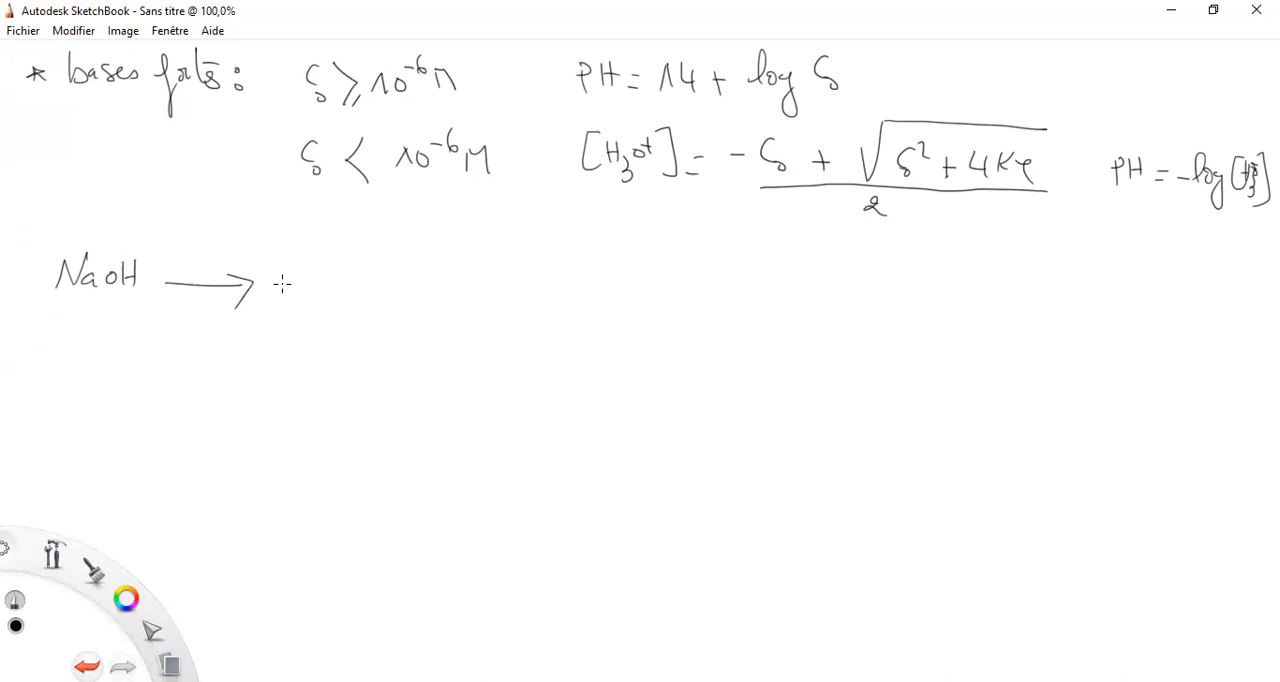 Autodesk SketchBook - Sans titre @ 100,0%
Fichier Modifier Image Fenêtre Aide
* bases forts : C₀ ⩾ 10⁻⁶ M PH = 14 + log C₀
C₀ < 10⁻⁶ M [H₃O⁺] = - C₀ + √(C₀² + 4Ke) / 2 PH = -log [H₃O⁺]
NaOH ⟶